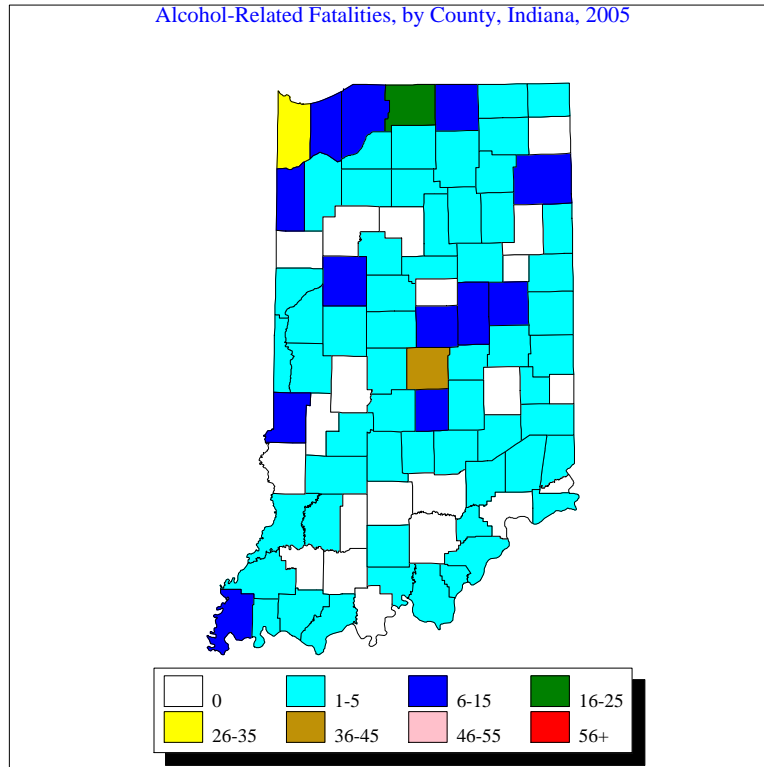 Alcohol-Related Fatalities, by County, Indiana, 2005
0 1-5 6-15 16-25
26-35 36-45 46-55 56+